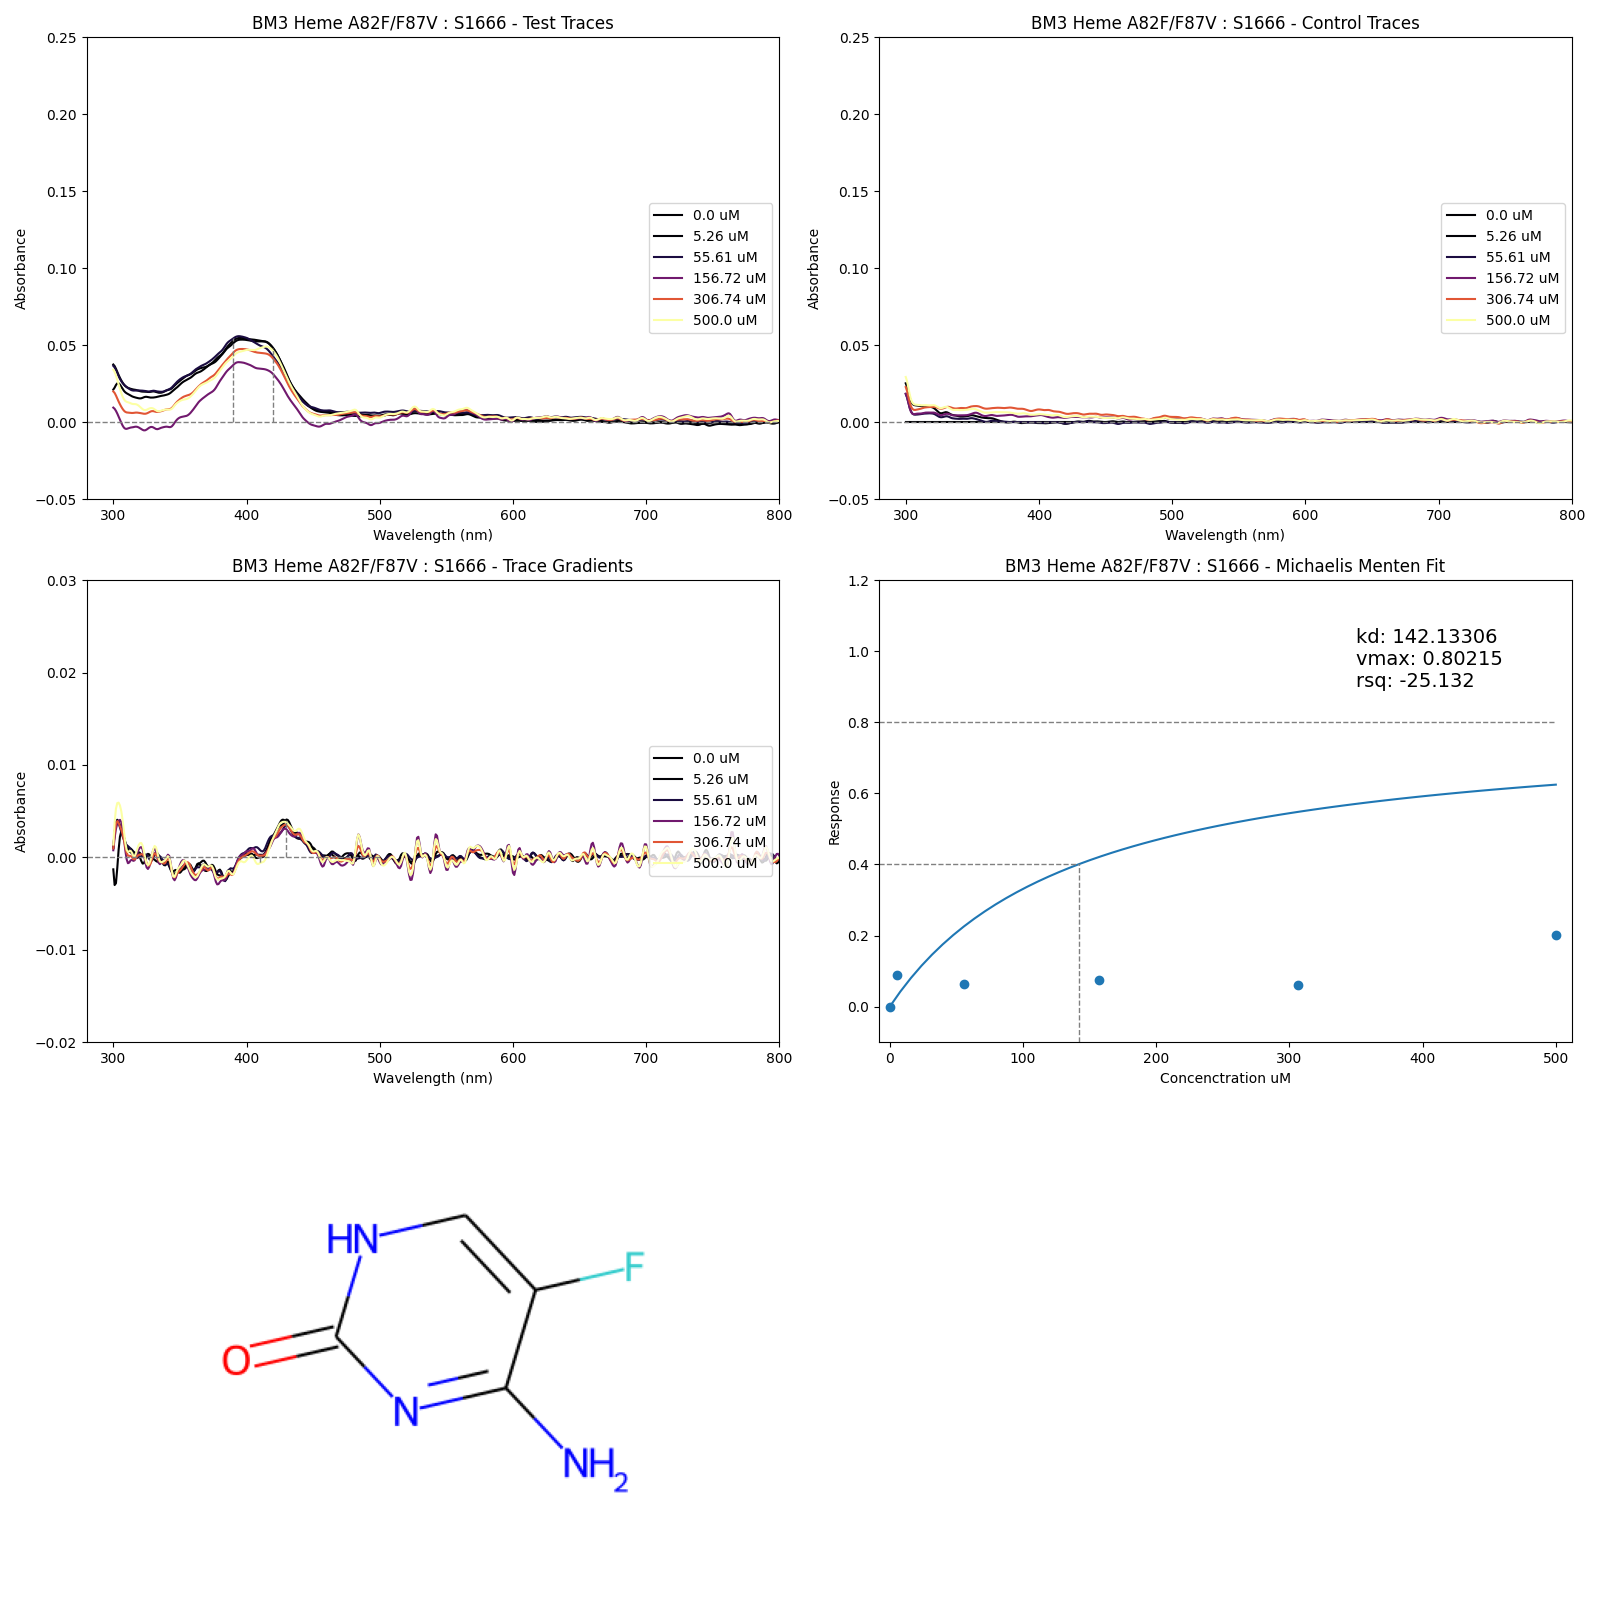 BM3 Heme A82F/F87V : S1666 - Test Traces
0.25
0.20
0.15
0.10
0.05
0.00
−0.05
Absorbance
300 400 500 600 700 800
Wavelength (nm)
0.0 uM
5.26 uM
55.61 uM
156.72 uM
306.74 uM
500.0 uM
BM3 Heme A82F/F87V : S1666 - Control Traces
0.25
0.20
0.15
0.10
0.05
0.00
−0.05
Absorbance
300 400 500 600 700 800
Wavelength (nm)
0.0 uM
5.26 uM
55.61 uM
156.72 uM
306.74 uM
500.0 uM
BM3 Heme A82F/F87V : S1666 - Trace Gradients
0.03
0.02
0.01
0.00
−0.01
−0.02
Absorbance
300 400 500 600 700 800
Wavelength (nm)
0.0 uM
5.26 uM
55.61 uM
156.72 uM
306.74 uM
500.0 uM
BM3 Heme A82F/F87V : S1666 - Michaelis Menten Fit
1.2
1.0
0.8
0.6
0.4
0.2
0.0
Response
kd: 142.13306
vmax: 0.80215
rsq: -25.132
0 100 200 300 400 500
Concenctration uM
HN
F
O
N
NH2